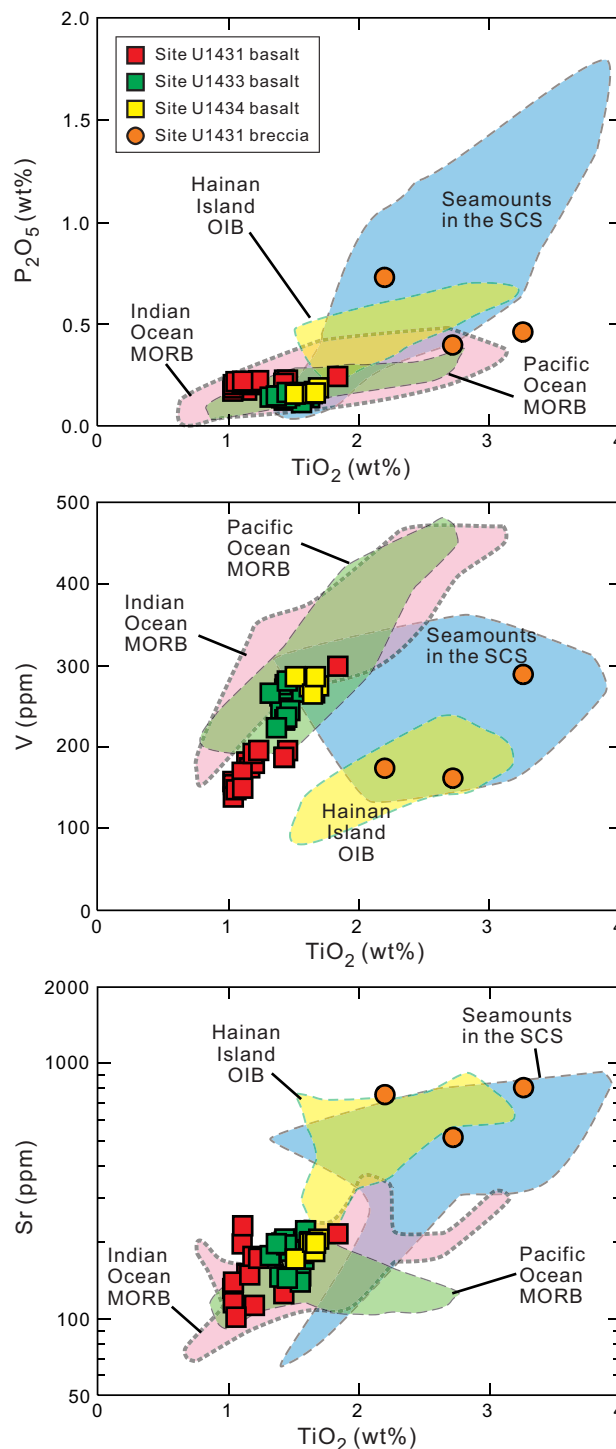 2.0
Site U1431 basalt
Site U1433 basalt
Site U1434 basalt
Site U1431 breccia
1.5
P₂O₅ (wt%)
Hainan
Island
OIB
Seamounts
in the SCS
1.0
Indian
Ocean
MORB
0.5
Pacific
Ocean
MORB
0.0
0 1 2 3 4
TiO₂ (wt%)
500
Pacific
Ocean
MORB
400
Indian
Ocean
MORB
V (ppm)
300
Seamounts
in the SCS
200
Hainan
Island
OIB
100
0
0 1 2 3 4
TiO₂ (wt%)
2000
Hainan
Island
OIB
Seamounts
in the SCS
1000
Sr (ppm)
Indian
Ocean
MORB
Pacific
Ocean
MORB
100
50
0 1 2 3 4
TiO₂ (wt%)